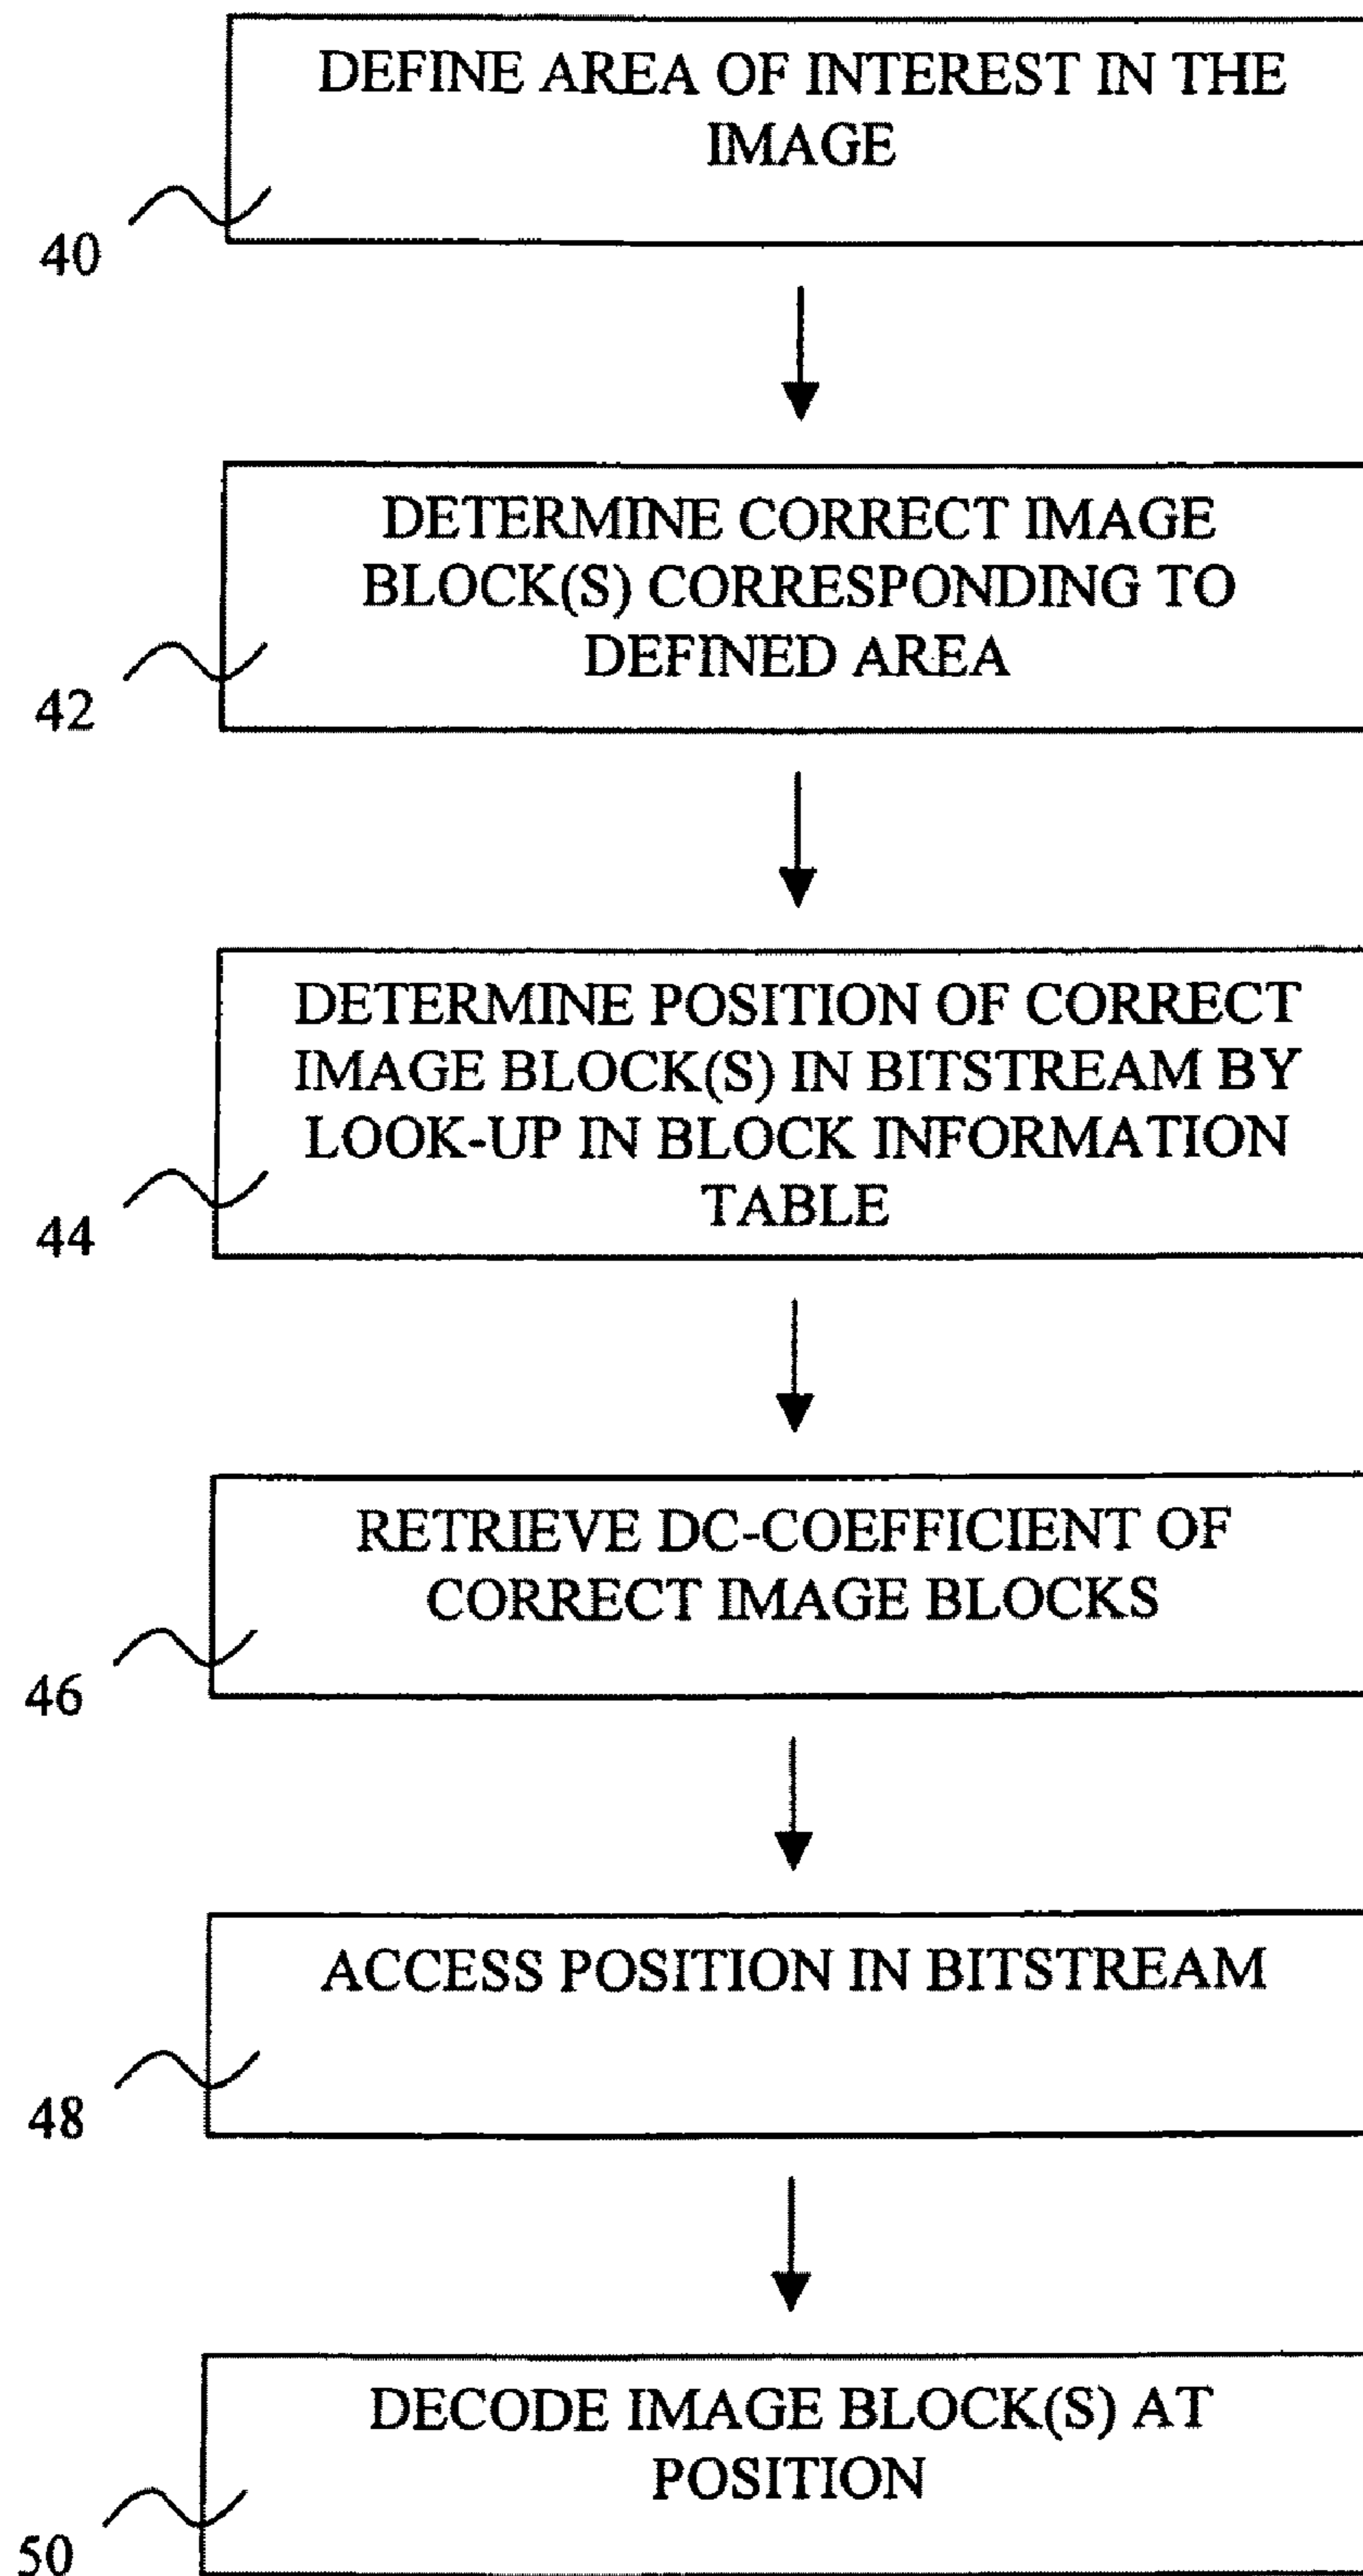 DEFINE AREA OF INTEREST IN THE
IMAGE
40
DETERMINE CORRECT IMAGE
BLOCK(S) CORRESPONDING TO
DEFINED AREA
42
DETERMINE POSITION OF CORRECT
IMAGE BLOCK(S) IN BITSTREAM BY
LOOK-UP IN BLOCK INFORMATION
TABLE
44
RETRIEVE DC-COEFFICIENT OF
CORRECT IMAGE BLOCKS
46
ACCESS POSITION IN BITSTREAM
48
DECODE IMAGE BLOCK(S) AT
POSITION
50